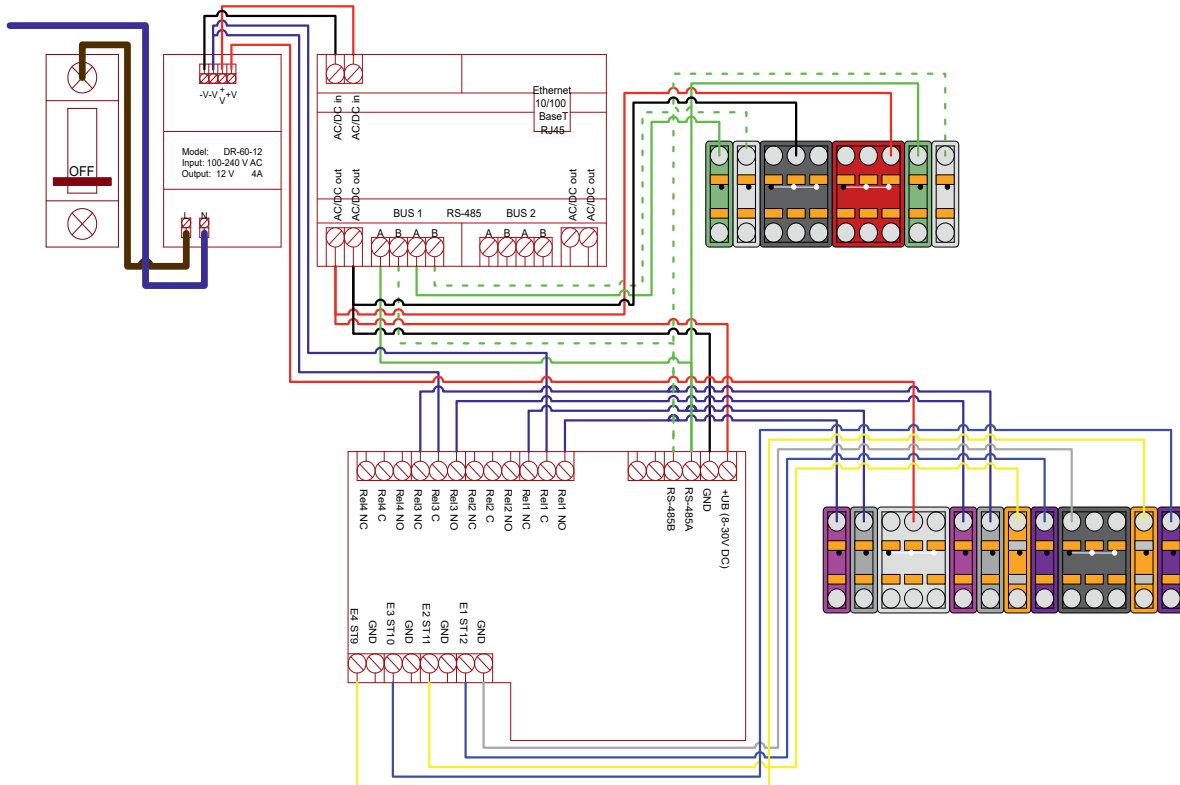 OFF
-V-V + V +V
Model: DR-60-12
Input: 100-240 V AC
Output: 12 V 4A
L N
AC/DC in
AC/DC in
Ethernet
10/100
BaseT
RJ45
AC/DC out
AC/DC out
BUS 1 RS-485 BUS 2
A B A B
A B A B
AC/DC out
AC/DC out
Rel4 NC
Rel4 C
Rel4 NO
Rel3 NC
Rel3 C
Rel3 NO
Rel2 NC
Rel2 C
Rel2 NO
Rel1 NC
Rel1 C
Rel1 NO
RS-485B
RS-485A
GND
+UB (8-30V DC)
E4 ST9
GND
E3 ST10
GND
E2 ST11
GND
E1 ST12
GND